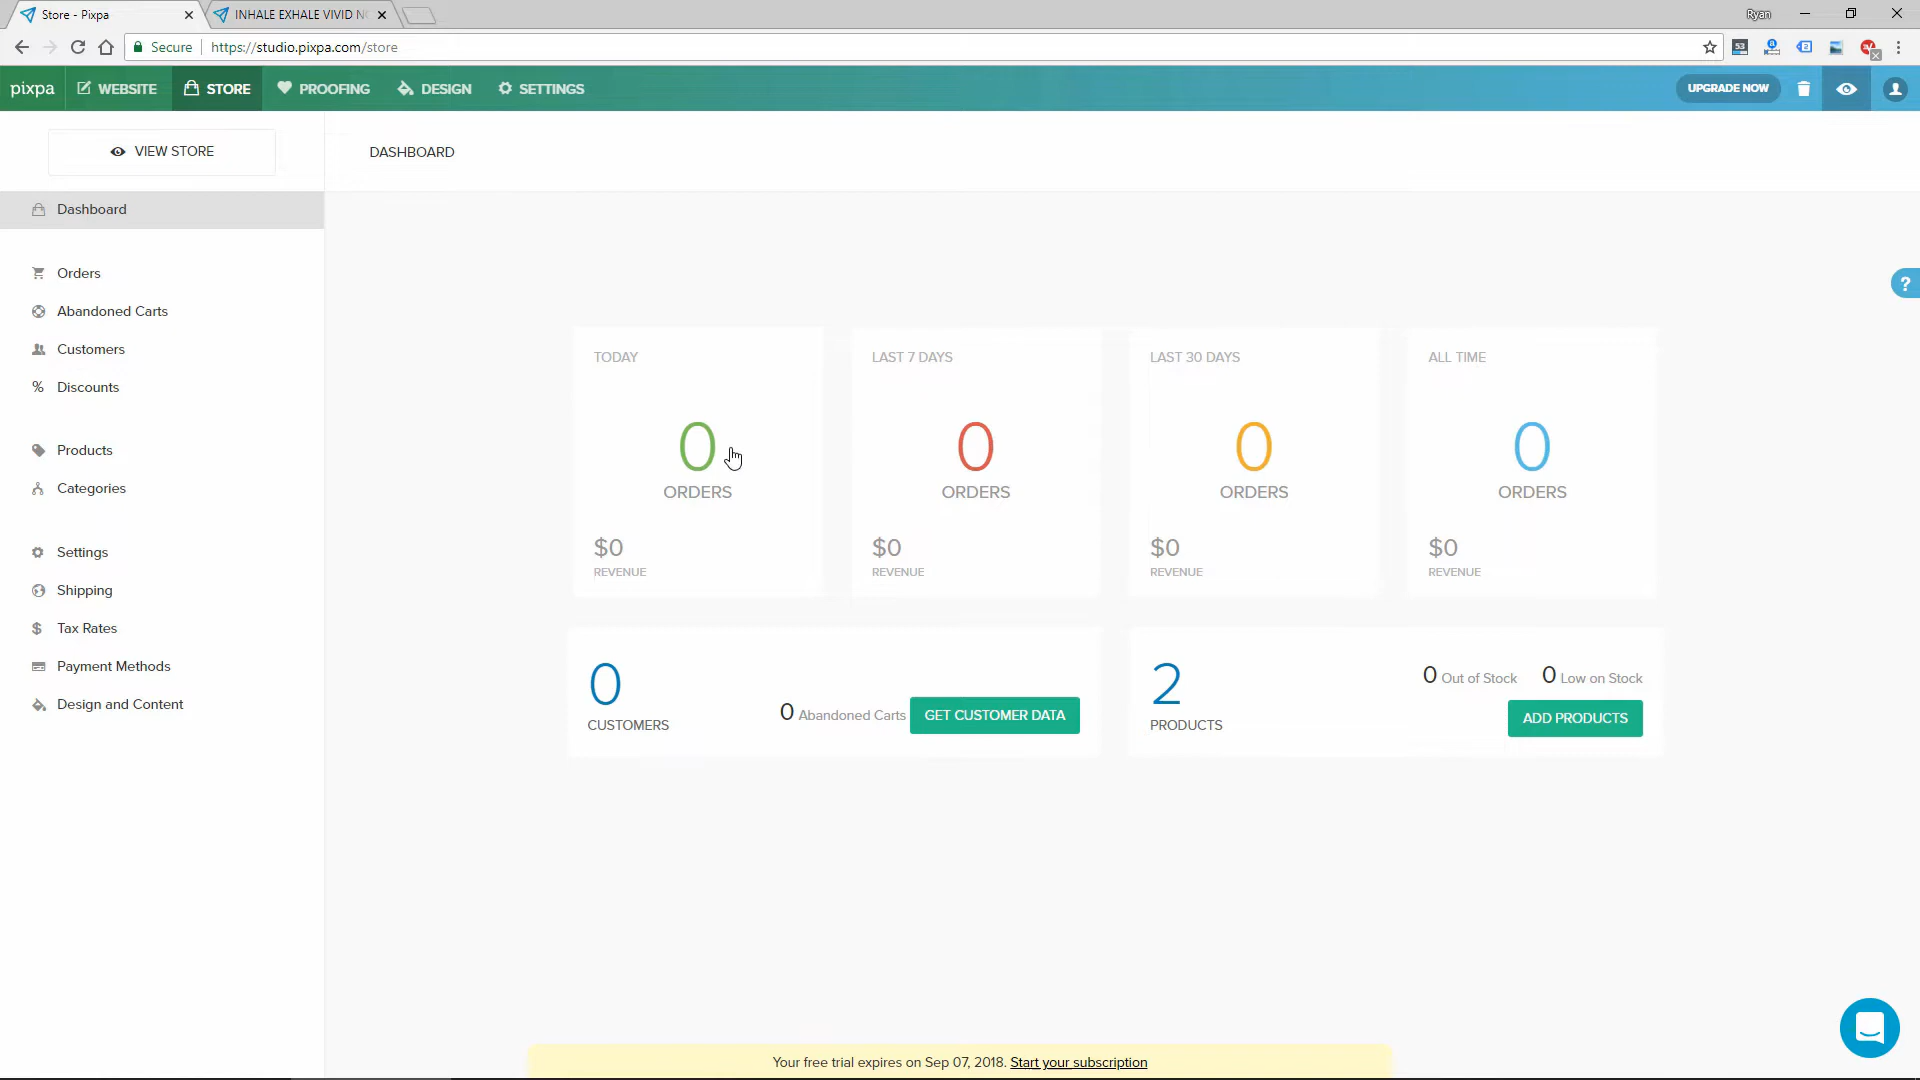 Store - Pixpa
INHALE EXHALE VIVID
Ryan
Secure
https://studio.pixpa.com/store
53
2
pixpa
WEBSITE
STORE
PROOFING
DESIGN
SETTINGS
UPGRADE NOW
VIEW STORE
DASHBOARD
Dashboard
Orders
Abandoned Carts
Customers
% Discounts
Products
Categories
Settings
Shipping
$ Tax Rates
Payment Methods
Design and Content
?
TODAY
0
ORDERS
$0
REVENUE
LAST 7 DAYS
0
ORDERS
$0
REVENUE
LAST 30 DAYS
0
ORDERS
$0
REVENUE
ALL TIME
0
ORDERS
$0
REVENUE
0
CUSTOMERS
0 Abandoned Carts
GET CUSTOMER DATA
2
PRODUCTS
0 Out of Stock
0 Low on Stock
ADD PRODUCTS
Your free trial expires on Sep 07, 2018. Start your subscription